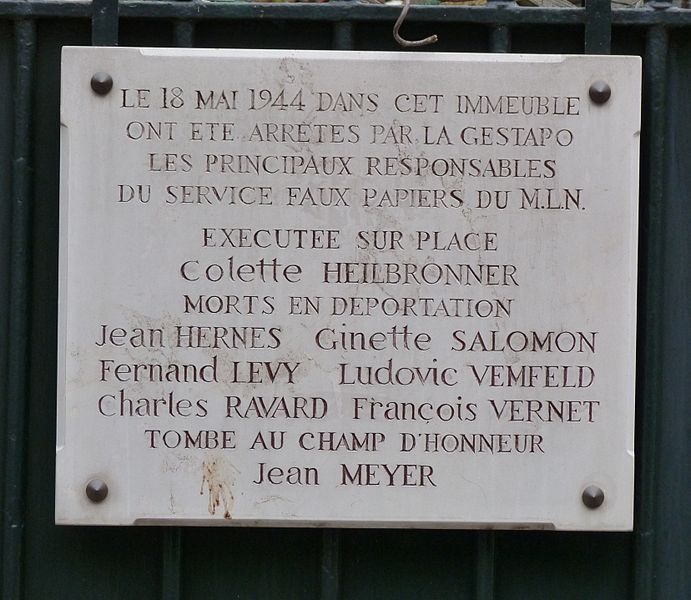 LE 18 MAI 1944 DANS CET IMMEUBLE
ONT ETE ARRETES PAR LA GESTAPO
LES PRINCIPAUX RESPONSABLES
DU SERVICE FAUX PAPIERS DU M.L.N.
EXECUTEE SUR PLACE
Colette HEILBRONNER
MORTS EN DEPORTATION
Jean HERNES Ginette SALOMON
Fernand LEVY Ludovic VEMFELD
Charles RAVARD François VERNET
TOMBE AU CHAMP D'HONNEUR
Jean MEYER